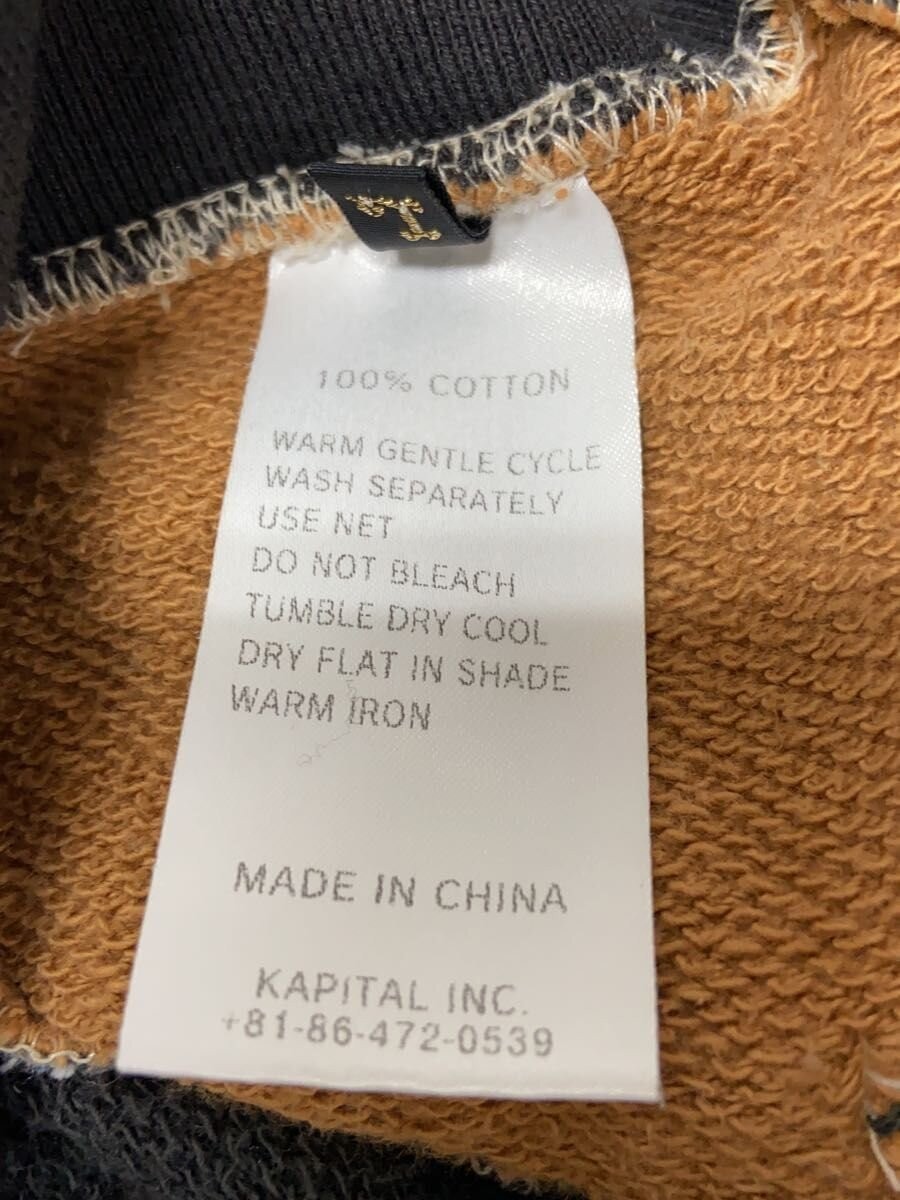 100% COTTON
WARM GENTLE CYCLE
WASH SEPARATELY
USE NET
DO NOT BLEACH
TUMBLE DRY COOL
DRY FLAT IN SHADE
WARM IRON
MADE IN CHINA
KAPITAL INC.
+81-86-472-0539